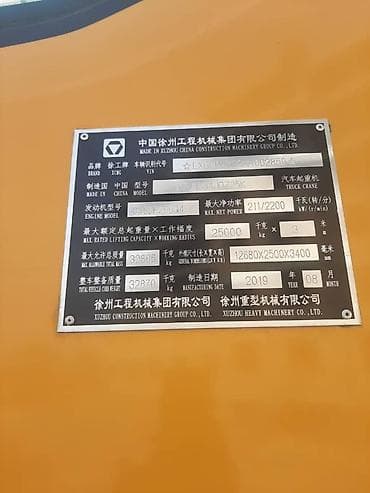 中国徐州工程机械集团有限公司制造
MADE IN XUZHOU CHINA CONSTRUCTION MACHINERY GROUP CO.,LTD.
品牌 徐工牌 车辆识别代号
BRAND XCMG VIN
制造国 中国 型号 汽车起重机
MADE IN CHINA MODEL TRUCK CRANE
发动机型号 最大净功率 211/2200 千瓦(转/分)
ENGINE MODEL MAX.NET POWER kW(r/min)
最大额定总起重量×工作幅度 25000 千克 × 3 米
MAX RATED LIFTING CAPACITY × WORKING RADIUS kg m
最大允许总质量 千克 外形尺寸(长×宽×高) 12680X2500X3400 毫米
MAX ALLOWABLE TOTAL MASS kg mm
整车整备质量 32870 千克 制造日期 2019 年 08 月
TOTAL VEHICLE CURB WEIGHT kg MANUFACTURING DATE YEAR MONTH
徐州工程机械集团有限公司 徐州重型机械有限公司
XUZHOU CONSTRUCTION MACHINERY GROUP CO.,LTD. XUZHOU HEAVY MACHINERY CO.,LTD.